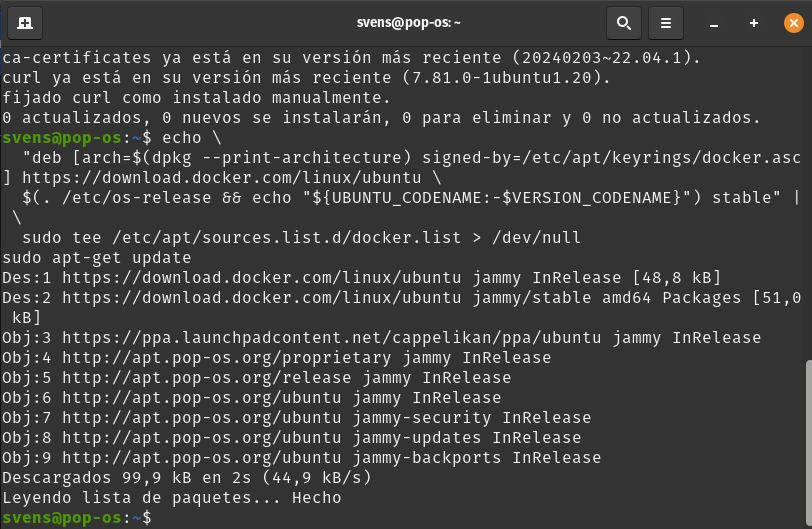 svens@pop-os: ~
ca-certificates ya está en su versión más reciente (20240203~22.04.1).
curl ya está en su versión más reciente (7.81.0-1ubuntu1.20).
fijado curl como instalado manualmente.
0 actualizados, 0 nuevos se instalarán, 0 para eliminar y 0 no actualizados.
svens@pop-os:~$ echo \
  "deb [arch=$(dpkg --print-architecture) signed-by=/etc/apt/keyrings/docker.asc
] https://download.docker.com/linux/ubuntu \
  $(. /etc/os-release && echo "${UBUNTU_CODENAME:-$VERSION_CODENAME}") stable" |
 \
  sudo tee /etc/apt/sources.list.d/docker.list > /dev/null
sudo apt-get update
Des:1 https://download.docker.com/linux/ubuntu jammy InRelease [48,8 kB]
Des:2 https://download.docker.com/linux/ubuntu jammy/stable amd64 Packages [51,0
 kB]
Obj:3 https://ppa.launchpadcontent.net/cappelikan/ppa/ubuntu jammy InRelease
Obj:4 http://apt.pop-os.org/proprietary jammy InRelease
Obj:5 http://apt.pop-os.org/release jammy InRelease
Obj:6 http://apt.pop-os.org/ubuntu jammy InRelease
Obj:7 http://apt.pop-os.org/ubuntu jammy-security InRelease
Obj:8 http://apt.pop-os.org/ubuntu jammy-updates InRelease
Obj:9 http://apt.pop-os.org/ubuntu jammy-backports InRelease
Descargados 99,9 kB en 2s (44,9 kB/s)
Leyendo lista de paquetes... Hecho
svens@pop-os:~$